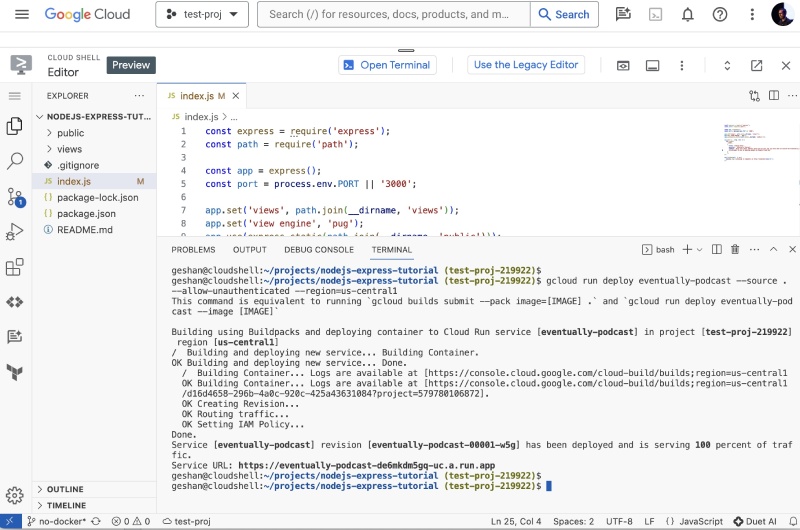 Google Cloud
test-proj
Search (/) for resources, docs, products, and m...
Search
CLOUD SHELL
Editor
Preview
Open Terminal
Use the Legacy Editor
EXPLORER
NODEJS-EXPRESS-TUT...
public
views
.gitignore
JS index.js M
{} package-lock.json
{} package.json
README.md
OUTLINE
TIMELINE
1
JS index.js M
JS index.js > ...
1 const express = require('express');
2 const path = require('path');
3
4 const app = express();
5 const port = process.env.PORT || '3000';
6
7 app.set('views', path.join(__dirname, 'views'));
8 app.set('view engine', 'pug');
PROBLEMS OUTPUT DEBUG CONSOLE TERMINAL
bash
geshan@cloudshell:~/projects/nodejs-express-tutorial (test-proj-219922)$
geshan@cloudshell:~/projects/nodejs-express-tutorial (test-proj-219922)$ gcloud run deploy eventually-podcast --source .
--allow-unauthenticated --region=us-central1
This command is equivalent to running `gcloud builds submit --pack image=[IMAGE] .` and `gcloud run deploy eventually-pod
cast --image [IMAGE]`
Building using Buildpacks and deploying container to Cloud Run service [eventually-podcast] in project [test-proj-219922]
region [us-central1]
/ Building and deploying new service... Building Container.
OK Building and deploying new service... Done.
/ Building Container... Logs are available at [https://console.cloud.google.com/cloud-build/builds;region=us-central1
OK Building Container... Logs are available at [https://console.cloud.google.com/cloud-build/builds;region=us-central1
/d16d4658-296b-4a0c-920c-425a43631084?project=579780106872].
OK Creating Revision...
OK Routing traffic...
OK Setting IAM Policy...
Done.
Service [eventually-podcast] revision [eventually-podcast-00001-w5g] has been deployed and is serving 100 percent of traf
fic.
Service URL: https://eventually-podcast-de6mkdm5gq-uc.a.run.app
geshan@cloudshell:~/projects/nodejs-express-tutorial (test-proj-219922)$
geshan@cloudshell:~/projects/nodejs-express-tutorial (test-proj-219922)$
no-docker* 0 0 test-proj
Ln 25, Col 4 Spaces: 2 UTF-8 LF {} JavaScript Duet AI